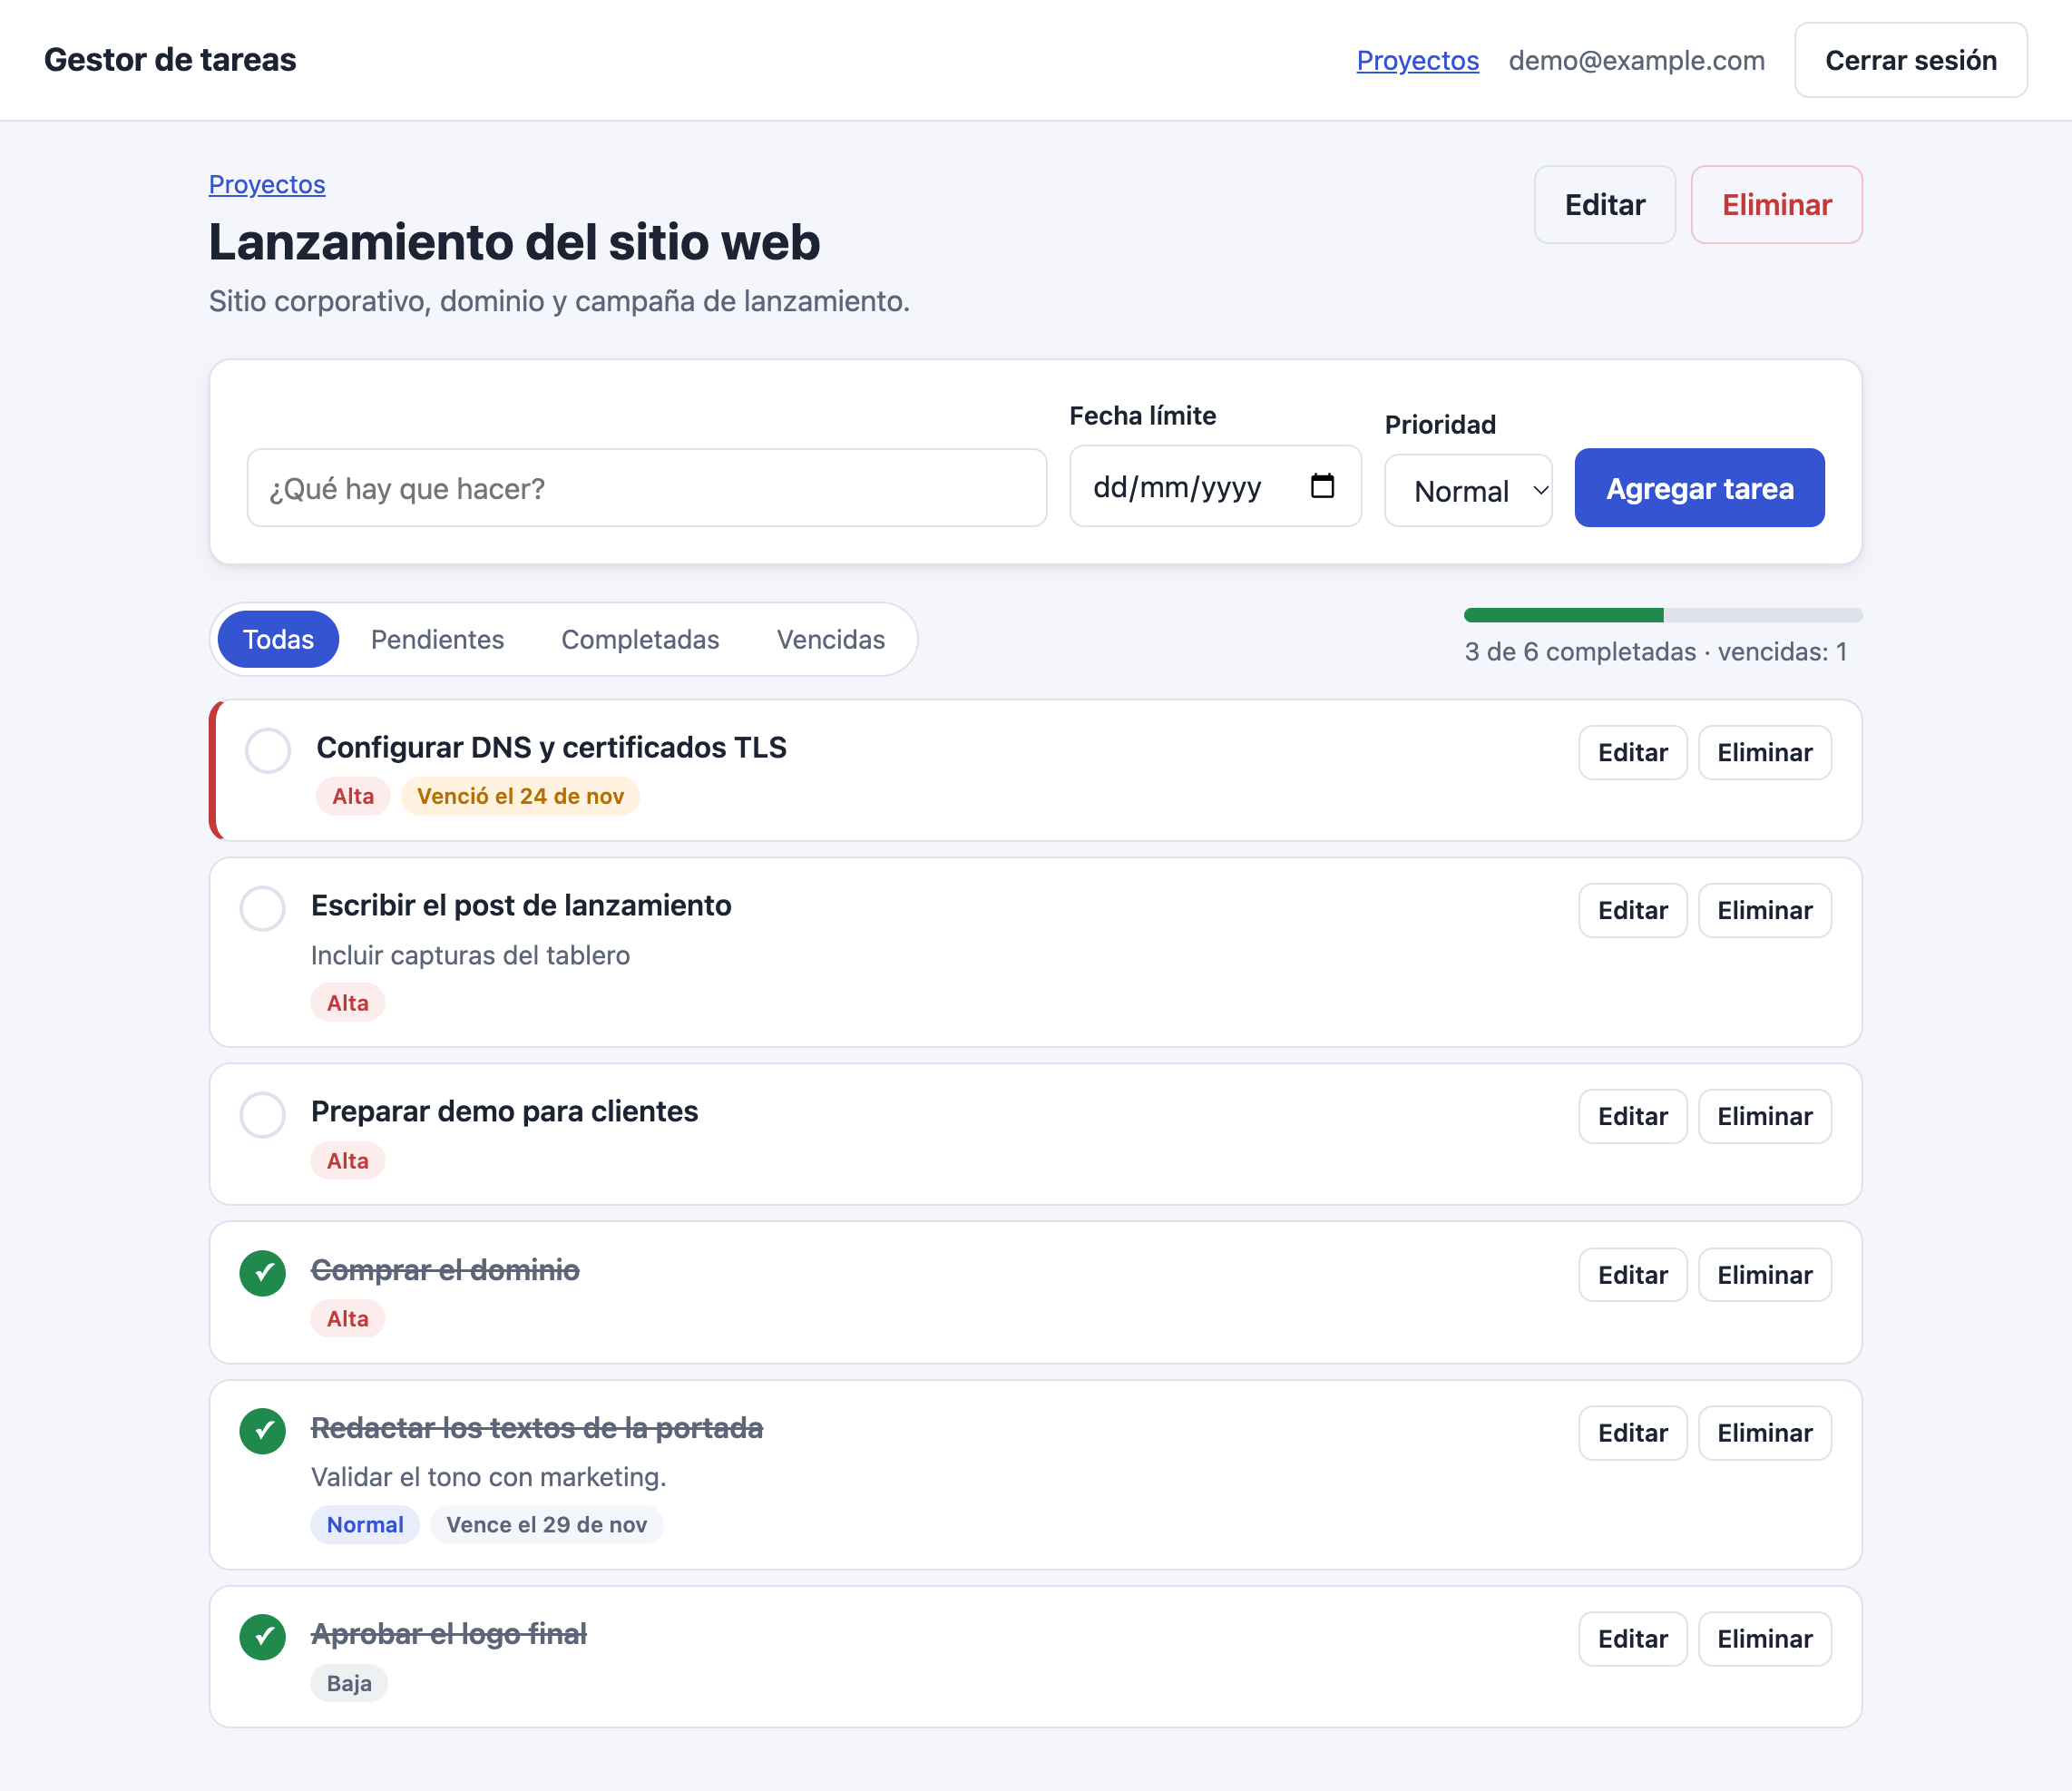 Gestor de tareas
Proyectos demo@example.com Cerrar sesión
Proyectos
Editar Eliminar
Lanzamiento del sitio web
Sitio corporativo, dominio y campaña de lanzamiento.
Fecha límite
Prioridad
¿Qué hay que hacer?
dd/mm/yyyy
Normal
Agregar tarea
Todas Pendientes Completadas Vencidas
3 de 6 completadas · vencidas: 1
Configurar DNS y certificados TLS
Alta Venció el 24 de nov
Editar Eliminar
Escribir el post de lanzamiento
Incluir capturas del tablero
Alta
Editar Eliminar
Preparar demo para clientes
Alta
Editar Eliminar
Comprar el dominio
Alta
Editar Eliminar
Redactar los textos de la portada
Validar el tono con marketing.
Normal Vence el 29 de nov
Editar Eliminar
Aprobar el logo final
Baja
Editar Eliminar